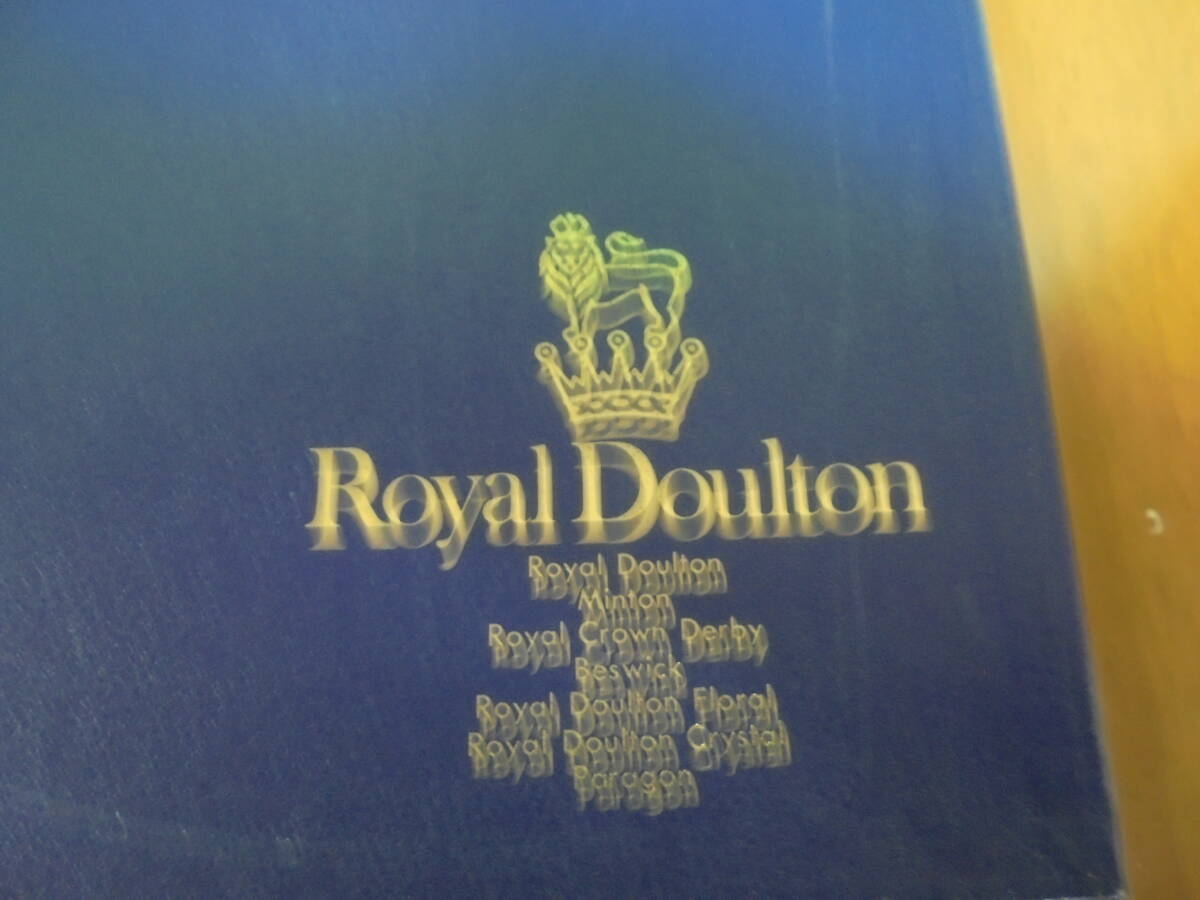 Royal Doulton
Royal Doulton
Minton
Royal Crown Derby
Beswick
Royal Doulton Floral
Royal Doulton Crystal
Paragon